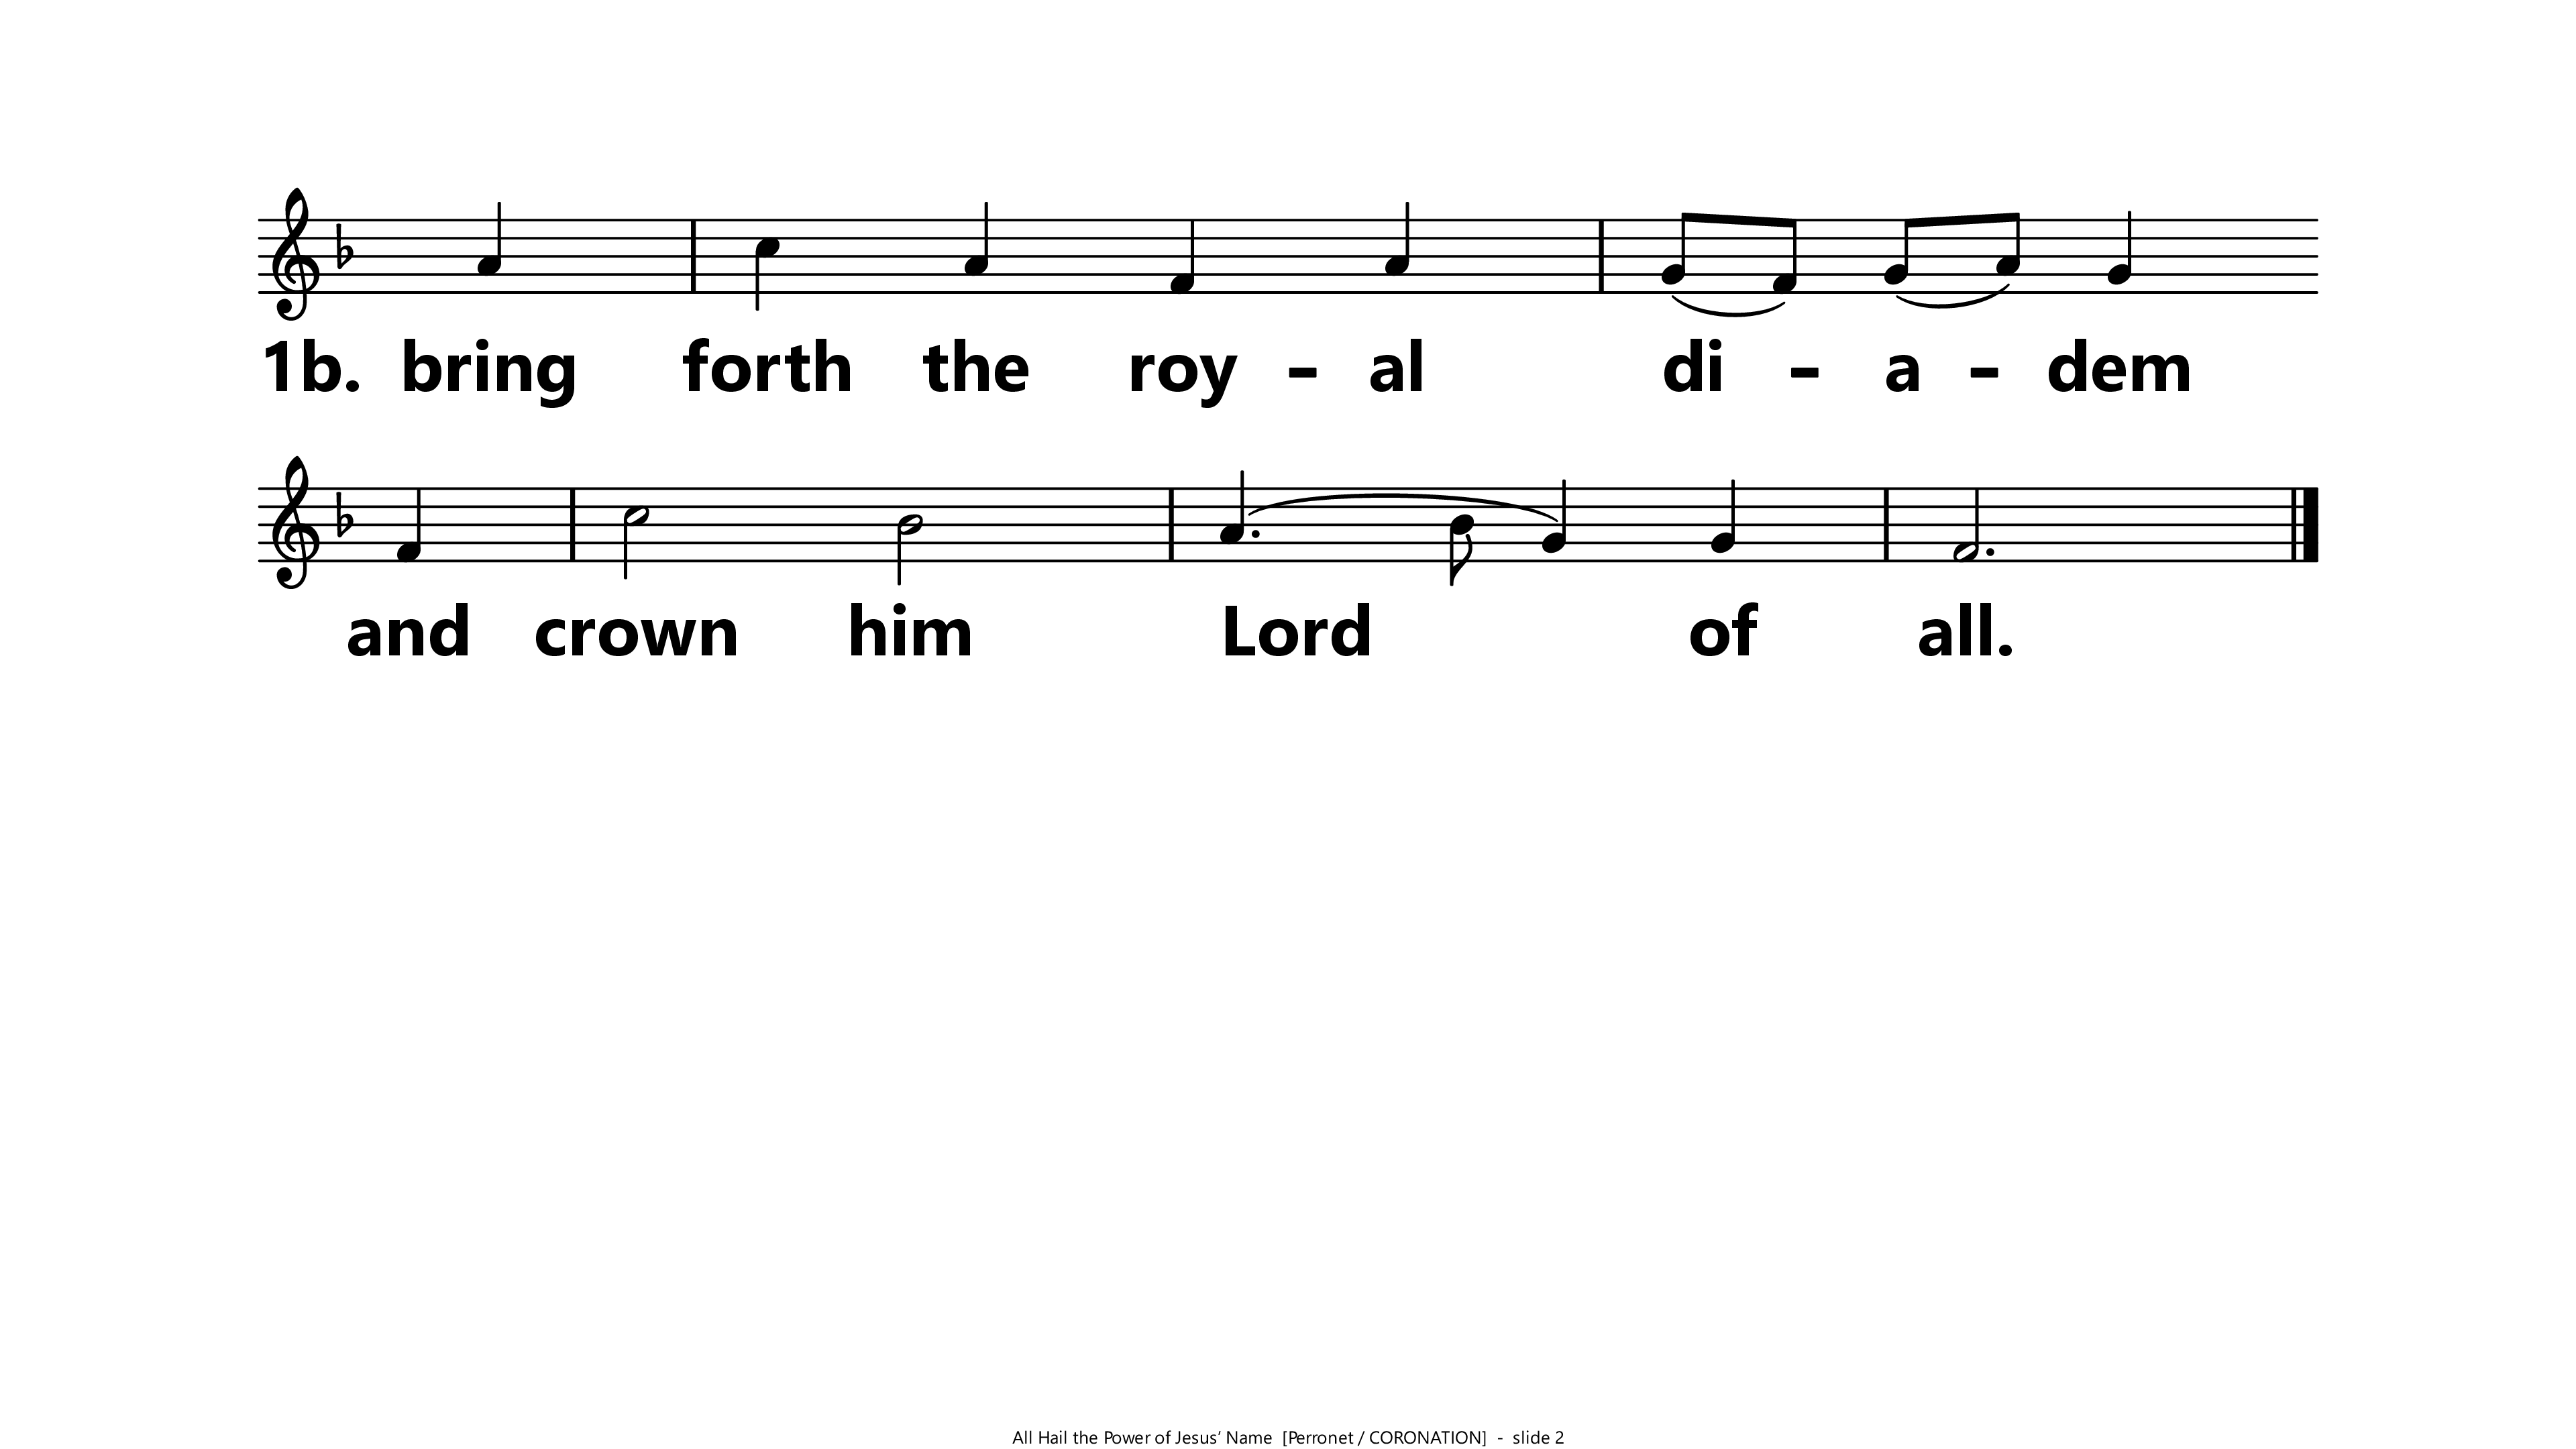 1b. bring forth the roy - al di - a - dem
and crown him Lord of all.
All Hail the Power of Jesus’ Name [Perronet / CORONATION] - slide 2